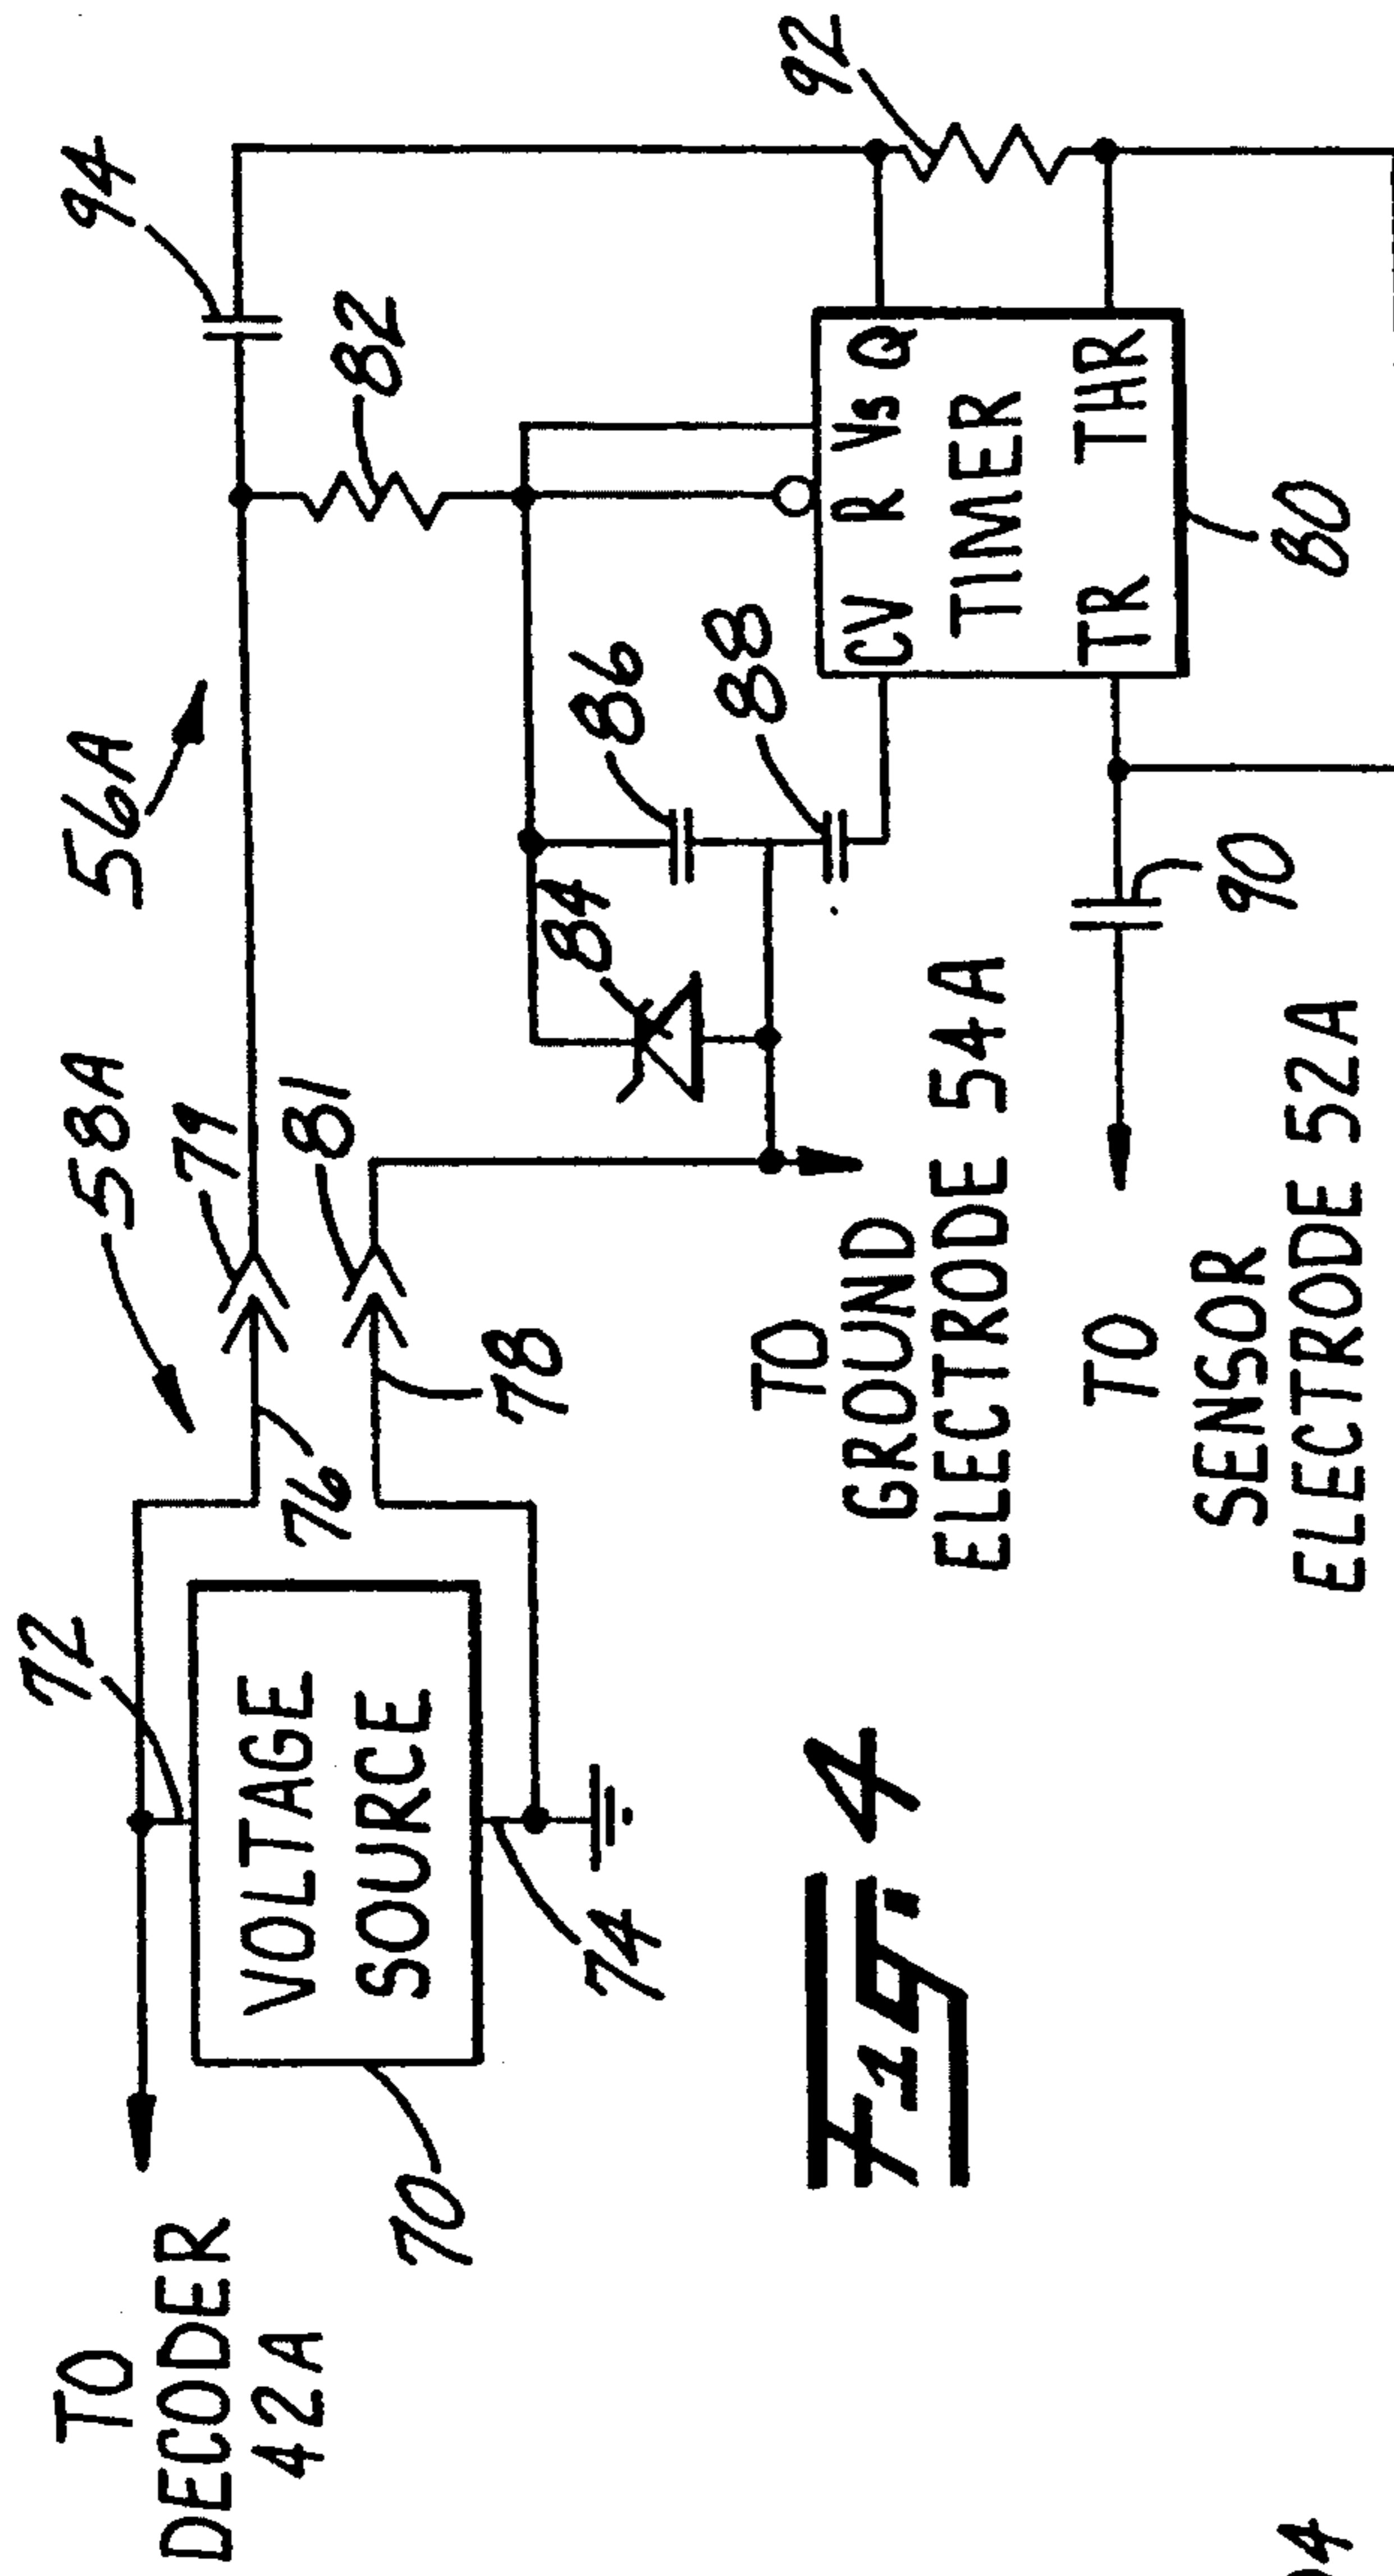 TO
DECODER
42A
72
VOLTAGE
SOURCE
70
74
76
78
58A
79
81
56A
94
82
84
86
88
CV R Vs Q
TIMER
TR THR
80
92
90
TO
GROUND
ELECTRODE 54A
TO
SENSOR
ELECTRODE 52A
Fig. 4